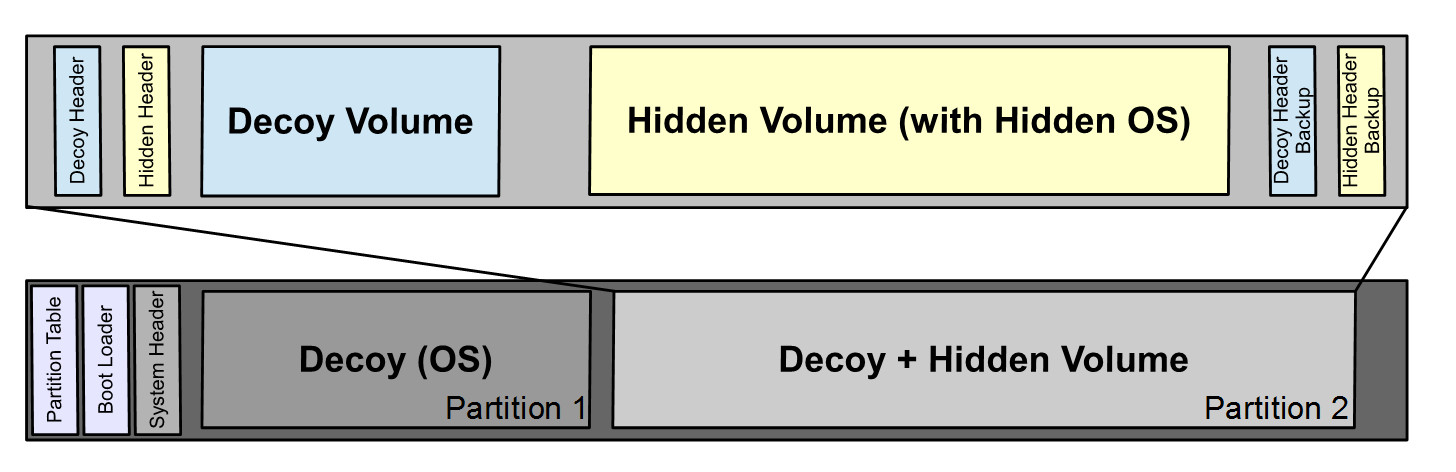 Decoy Header
Hidden Header
Decoy Volume
Hidden Volume (with Hidden OS)
Decoy Header
Backup
Hidden Header
Backup
Partition Table
Boot Loader
System Header
Decoy (OS)
Partition 1
Decoy + Hidden Volume
Partition 2